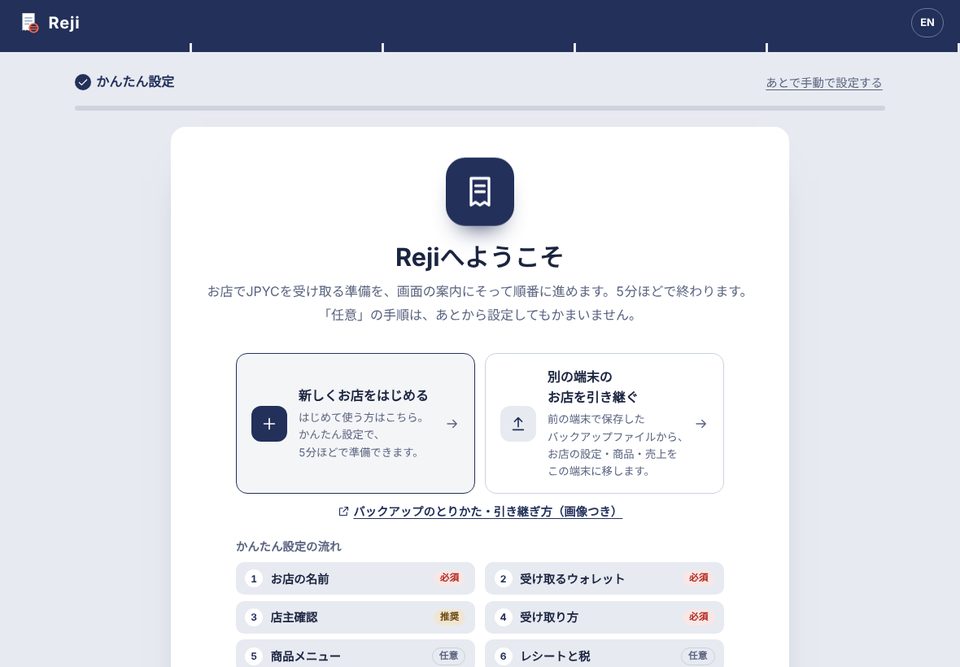 Reji
EN
かんたん設定
あとで手動で設定する
Rejiへようこそ
お店でJPYCを受け取る準備を、画面の案内にそって順番に進めます。5分ほどで終わります。
「任意」の手順は、あとから設定してもかまいません。
新しくお店をはじめる
はじめて使う方はこちら。
かんたん設定で、
5分ほどで準備できます。
別の端末の
お店を引き継ぐ
前の端末で保存した
バックアップファイルから、
お店の設定・商品・売上を
この端末に移します。
バックアップのとりかた・引き継ぎ方（画像つき）
かんたん設定の流れ
1 お店の名前 必須
2 受け取るウォレット 必須
3 店主確認 推奨
4 受け取り方 必須
5 商品メニュー 任意
6 レシートと税 任意